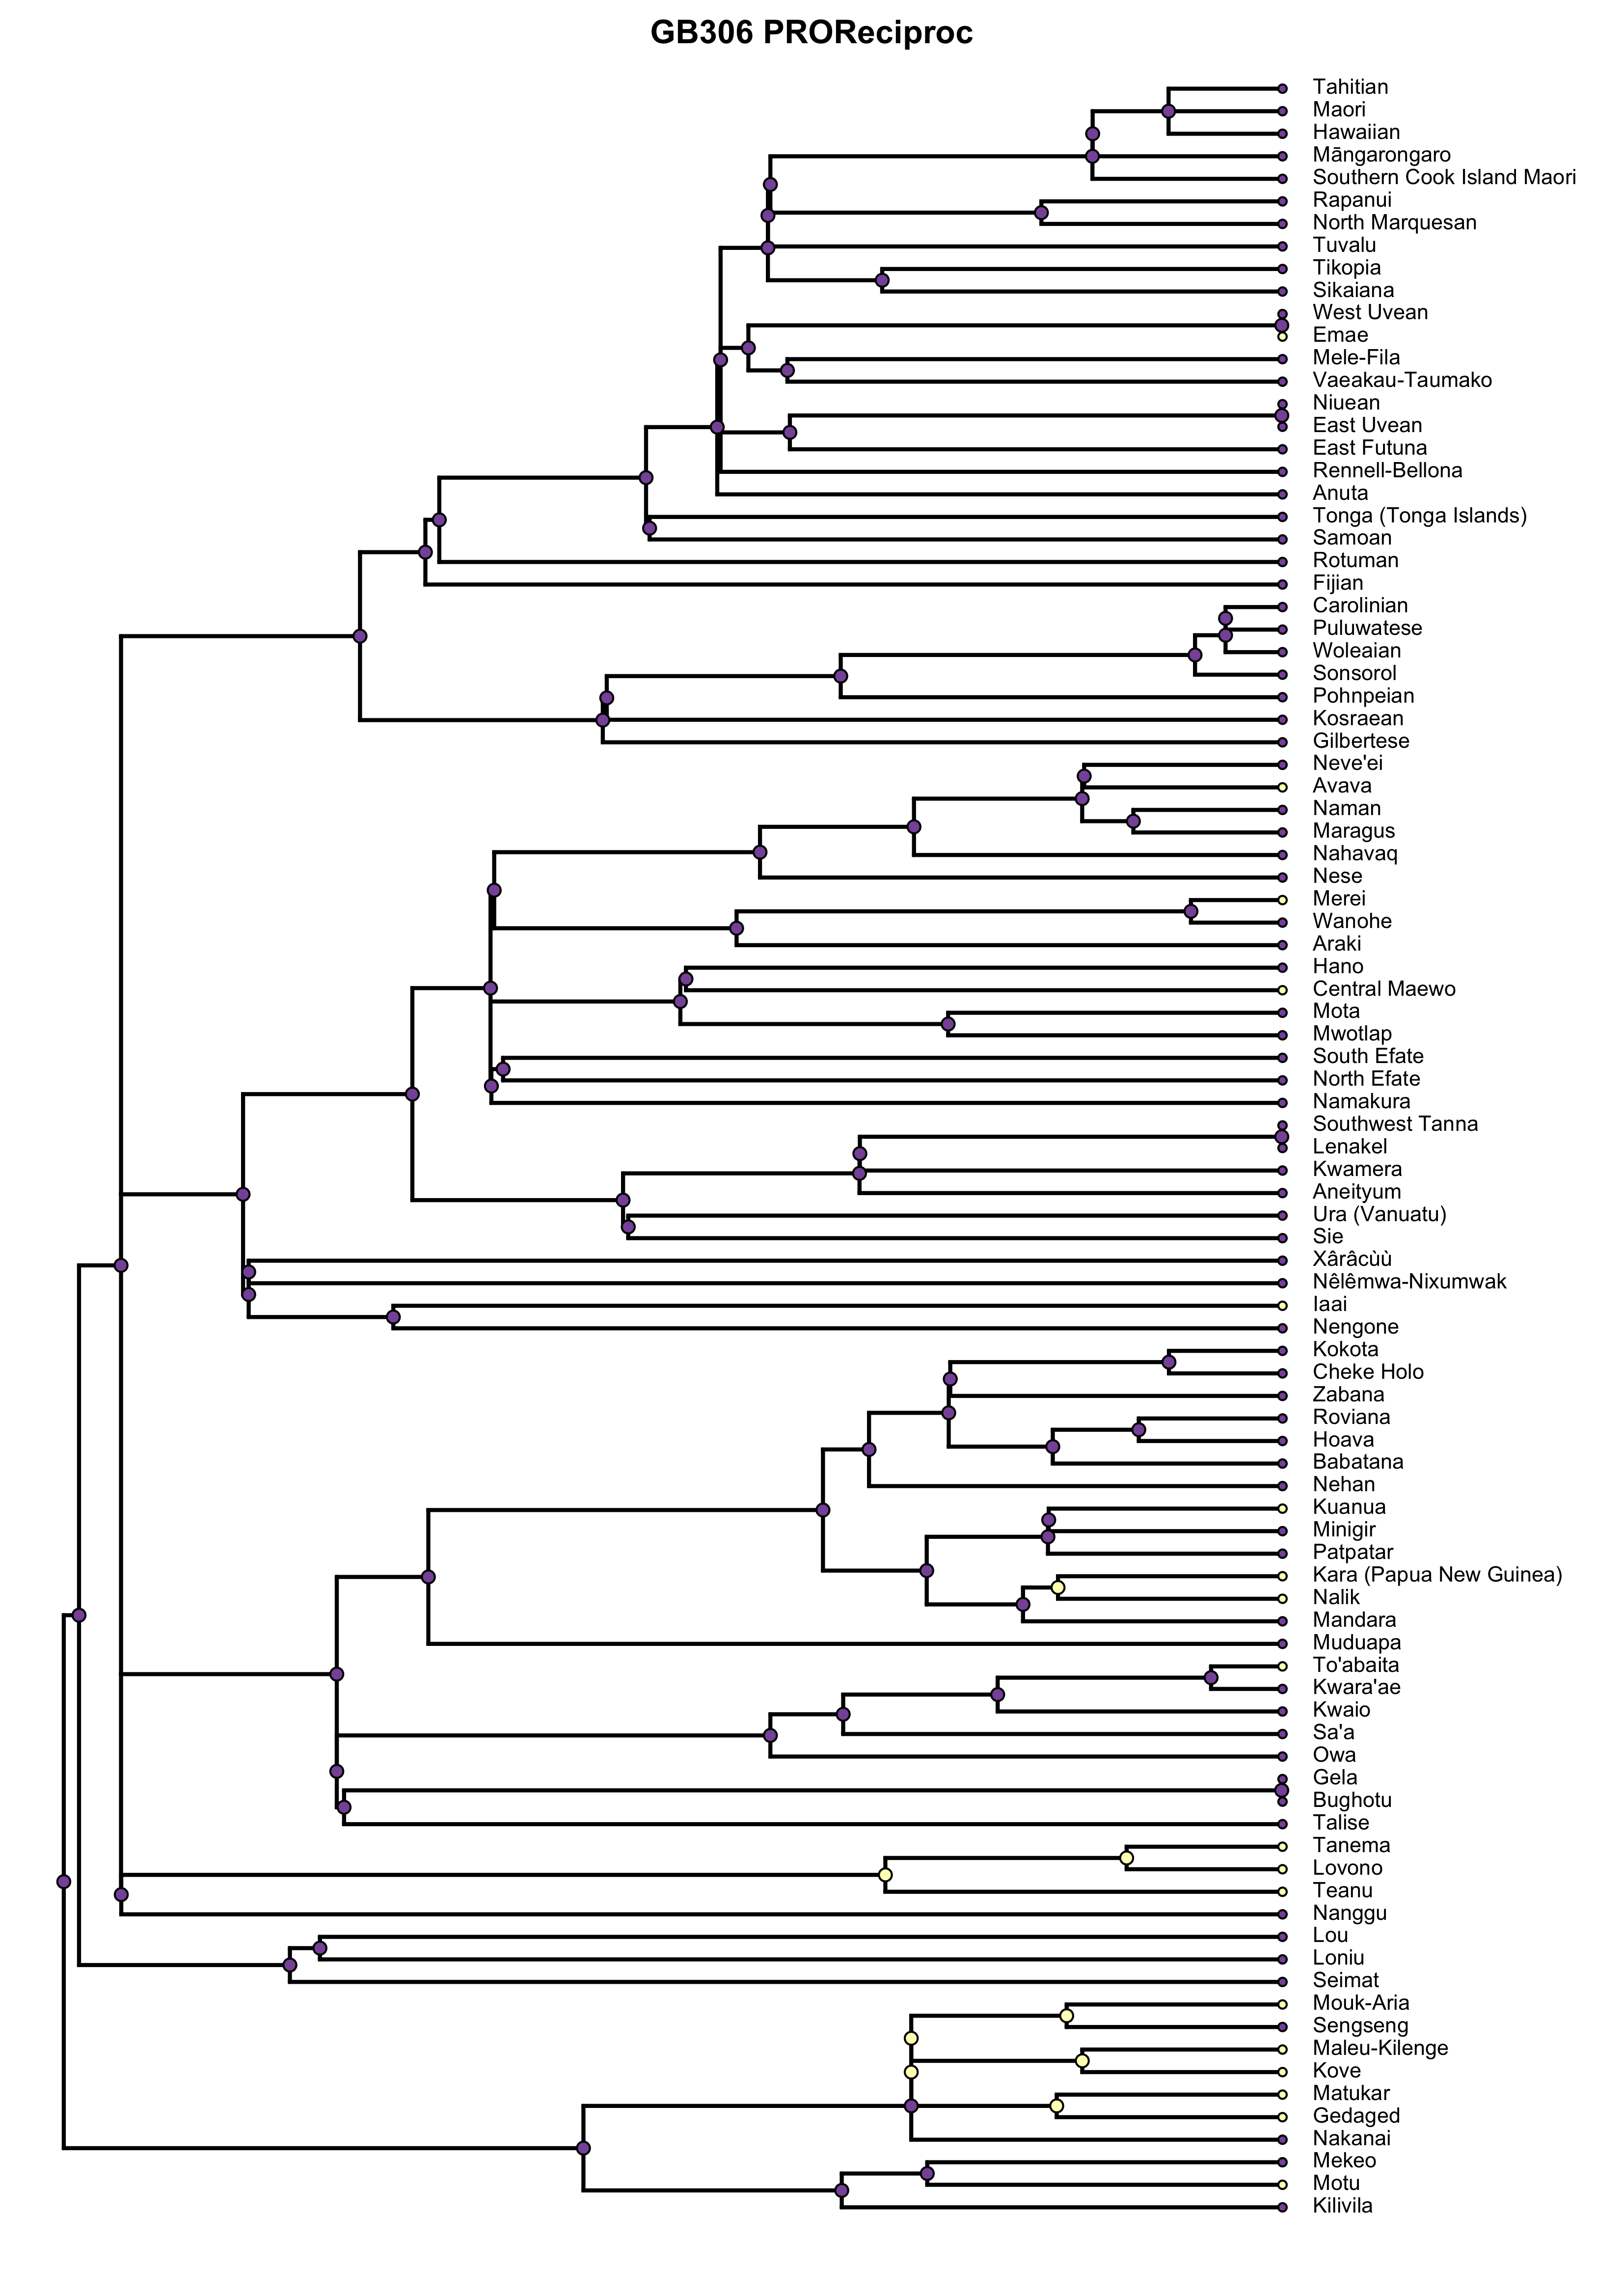 GB306 PROReciproc
Tahitian
Maori
Hawaiian
Māngarongaro
Southern Cook Island Maori
Rapanui
North Marquesan
Tuvalu
Tikopia
Sikaiana
West Uvean
Emae
Mele-Fila
Vaeakau-Taumako
Niuean
East Uvean
East Futuna
Rennell-Bellona
Anuta
Tonga (Tonga Islands)
Samoan
Rotuman
Fijian
Carolinian
Puluwatese
Woleaian
Sonsorol
Pohnpeian
Kosraean
Gilbertese
Neve'ei
Avava
Naman
Maragus
Nahavaq
Nese
Merei
Wanohe
Araki
Hano
Central Maewo
Mota
Mwotlap
South Efate
North Efate
Namakura
Southwest Tanna
Lenakel
Kwamera
Aneityum
Ura (Vanuatu)
Sie
Xârâcùù
Nêlêmwa-Nixumwak
Iaai
Nengone
Kokota
Cheke Holo
Zabana
Roviana
Hoava
Babatana
Nehan
Kuanua
Minigir
Patpatar
Kara (Papua New Guinea)
Nalik
Mandara
Muduapa
To'abaita
Kwara'ae
Kwaio
Sa'a
Owa
Gela
Bughotu
Talise
Tanema
Lovono
Teanu
Nanggu
Lou
Loniu
Seimat
Mouk-Aria
Sengseng
Maleu-Kilenge
Kove
Matukar
Gedaged
Nakanai
Mekeo
Motu
Kilivila